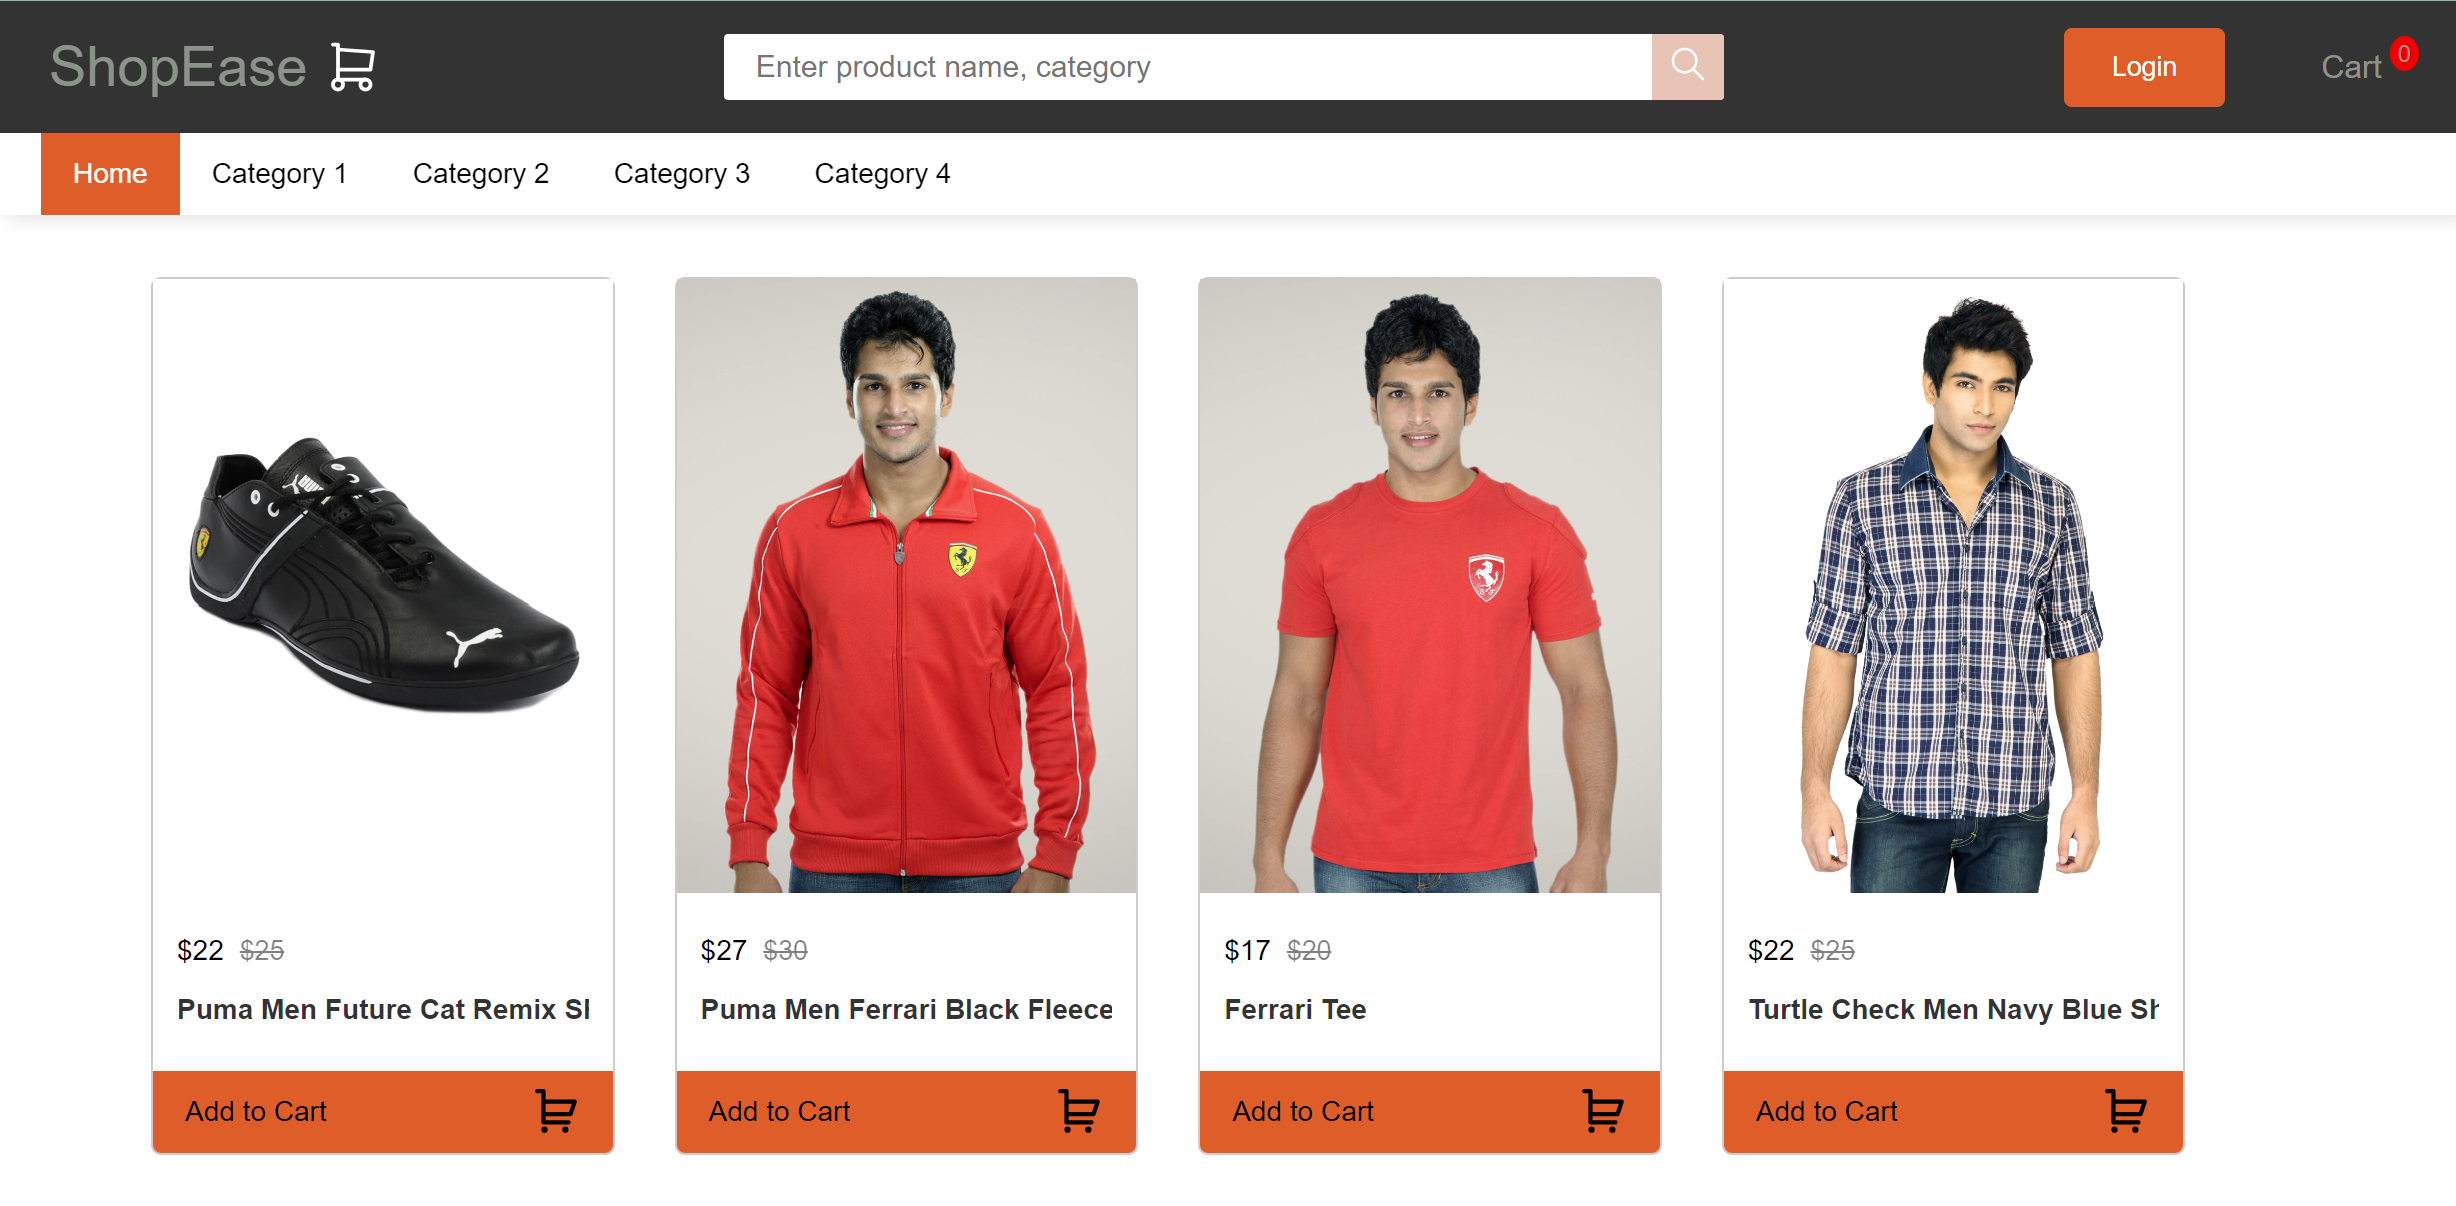 ShopEase
Enter product name, category
Login
Cart 0
Home
Category 1
Category 2
Category 3
Category 4
$22 $25
Puma Men Future Cat Remix
Add to Cart
$27 $30
Puma Men Ferrari Black Fleece
Add to Cart
$17 $20
Ferrari Tee
Add to Cart
$22 $25
Turtle Check Men Navy Blue
Add to Cart